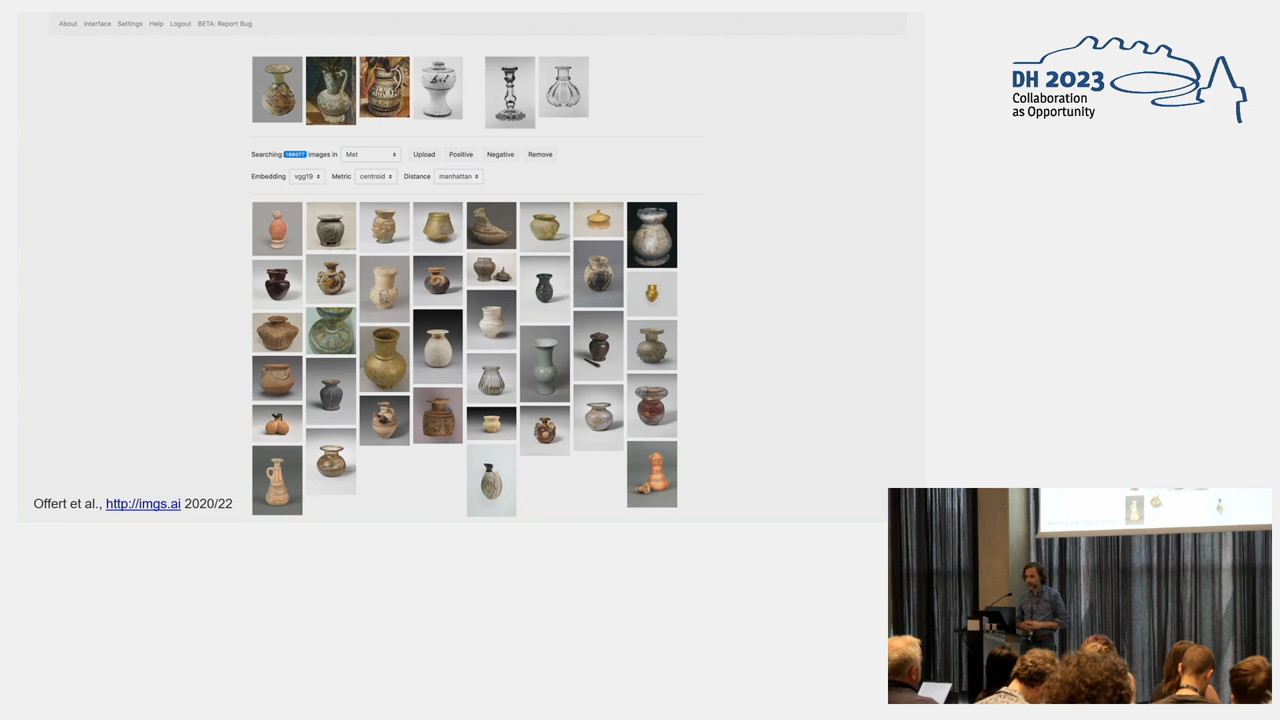 About Interface Settings Help Logout BETA: Report Bug
DH 2023
Collaboration
as Opportunity
Searching 168077 images in Met Upload Positive Negative Remove
Embedding vgg19 Metric centroid Distance manhattan
Offert et al., http://imgs.ai 2020/22